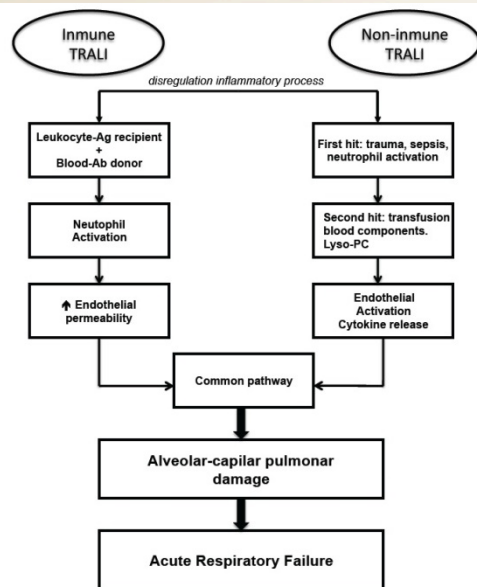 Inmune
TRALI
Non-inmune
TRALI
disregulation inflammatory process
Leukocyte-Ag recipient
+
Blood-Ab donor
First hit: trauma, sepsis,
neutrophil activation
Neutophil
Activation
Second hit: transfusion
blood components.
Lyso-PC
↑ Endothelial
permeability
Endothelial
Activation
Cytokine release
Common pathway
Alveolar-capilar pulmonar
damage
Acute Respiratory Failure